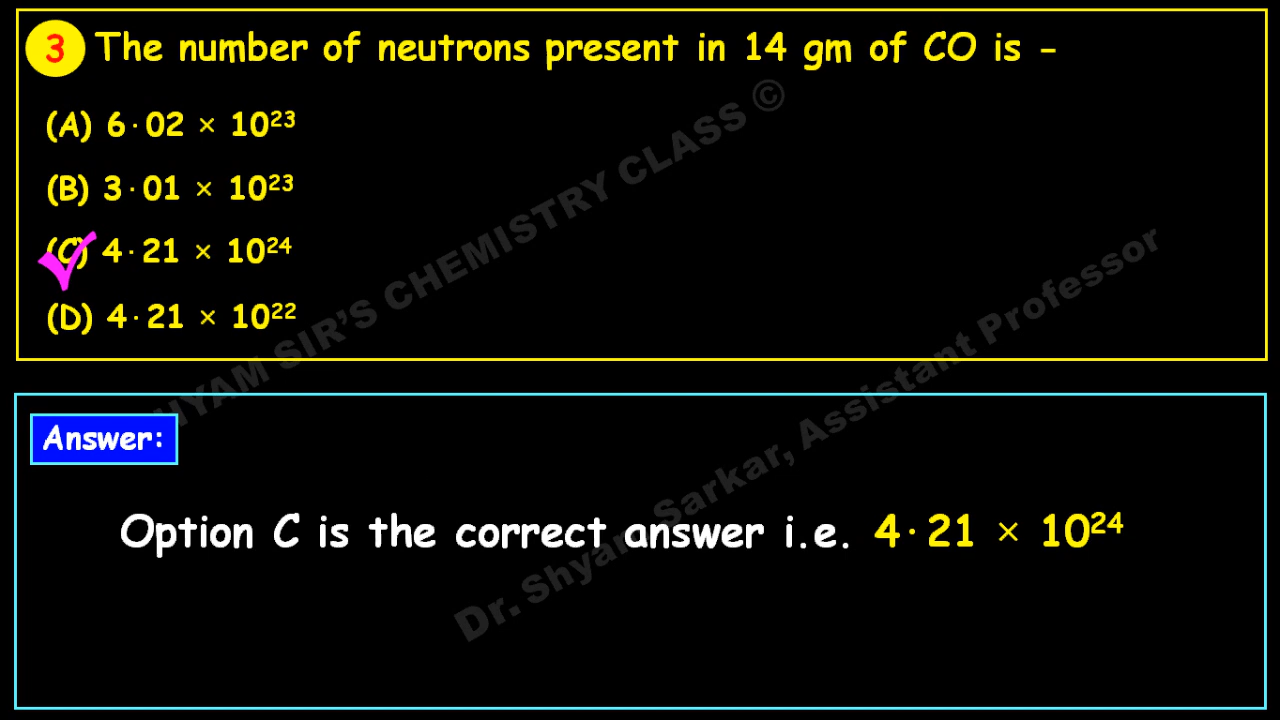 3 The number of neutrons present in 14 gm of CO is -
(A) 6·02 × 10²³
(B) 3·01 × 10²³
(C) 4·21 × 10²⁴
(D) 4·21 × 10²²
SHYAM SIR'S CHEMISTRY CLASS ©
Answer:
Option C is the correct answer i.e. 4·21 × 10²⁴
Dr. Shyam Sarkar, Assistant Professor